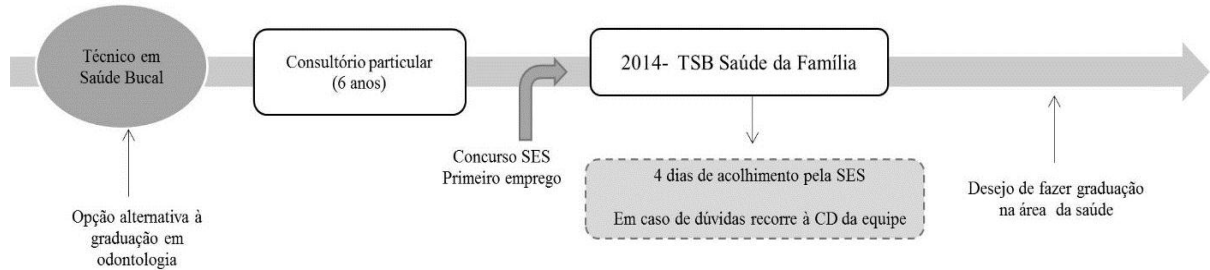 Técnico em
Saúde Bucal
Consultório particular
(6 anos)
2014- TSB Saúde da Família
Concurso SES
Primeiro emprego
4 dias de acolhimento pela SES
Em caso de dúvidas recorre à CD da equipe
Desejo de fazer graduação
na área da saúde
Opção alternativa à
graduação em
odontologia